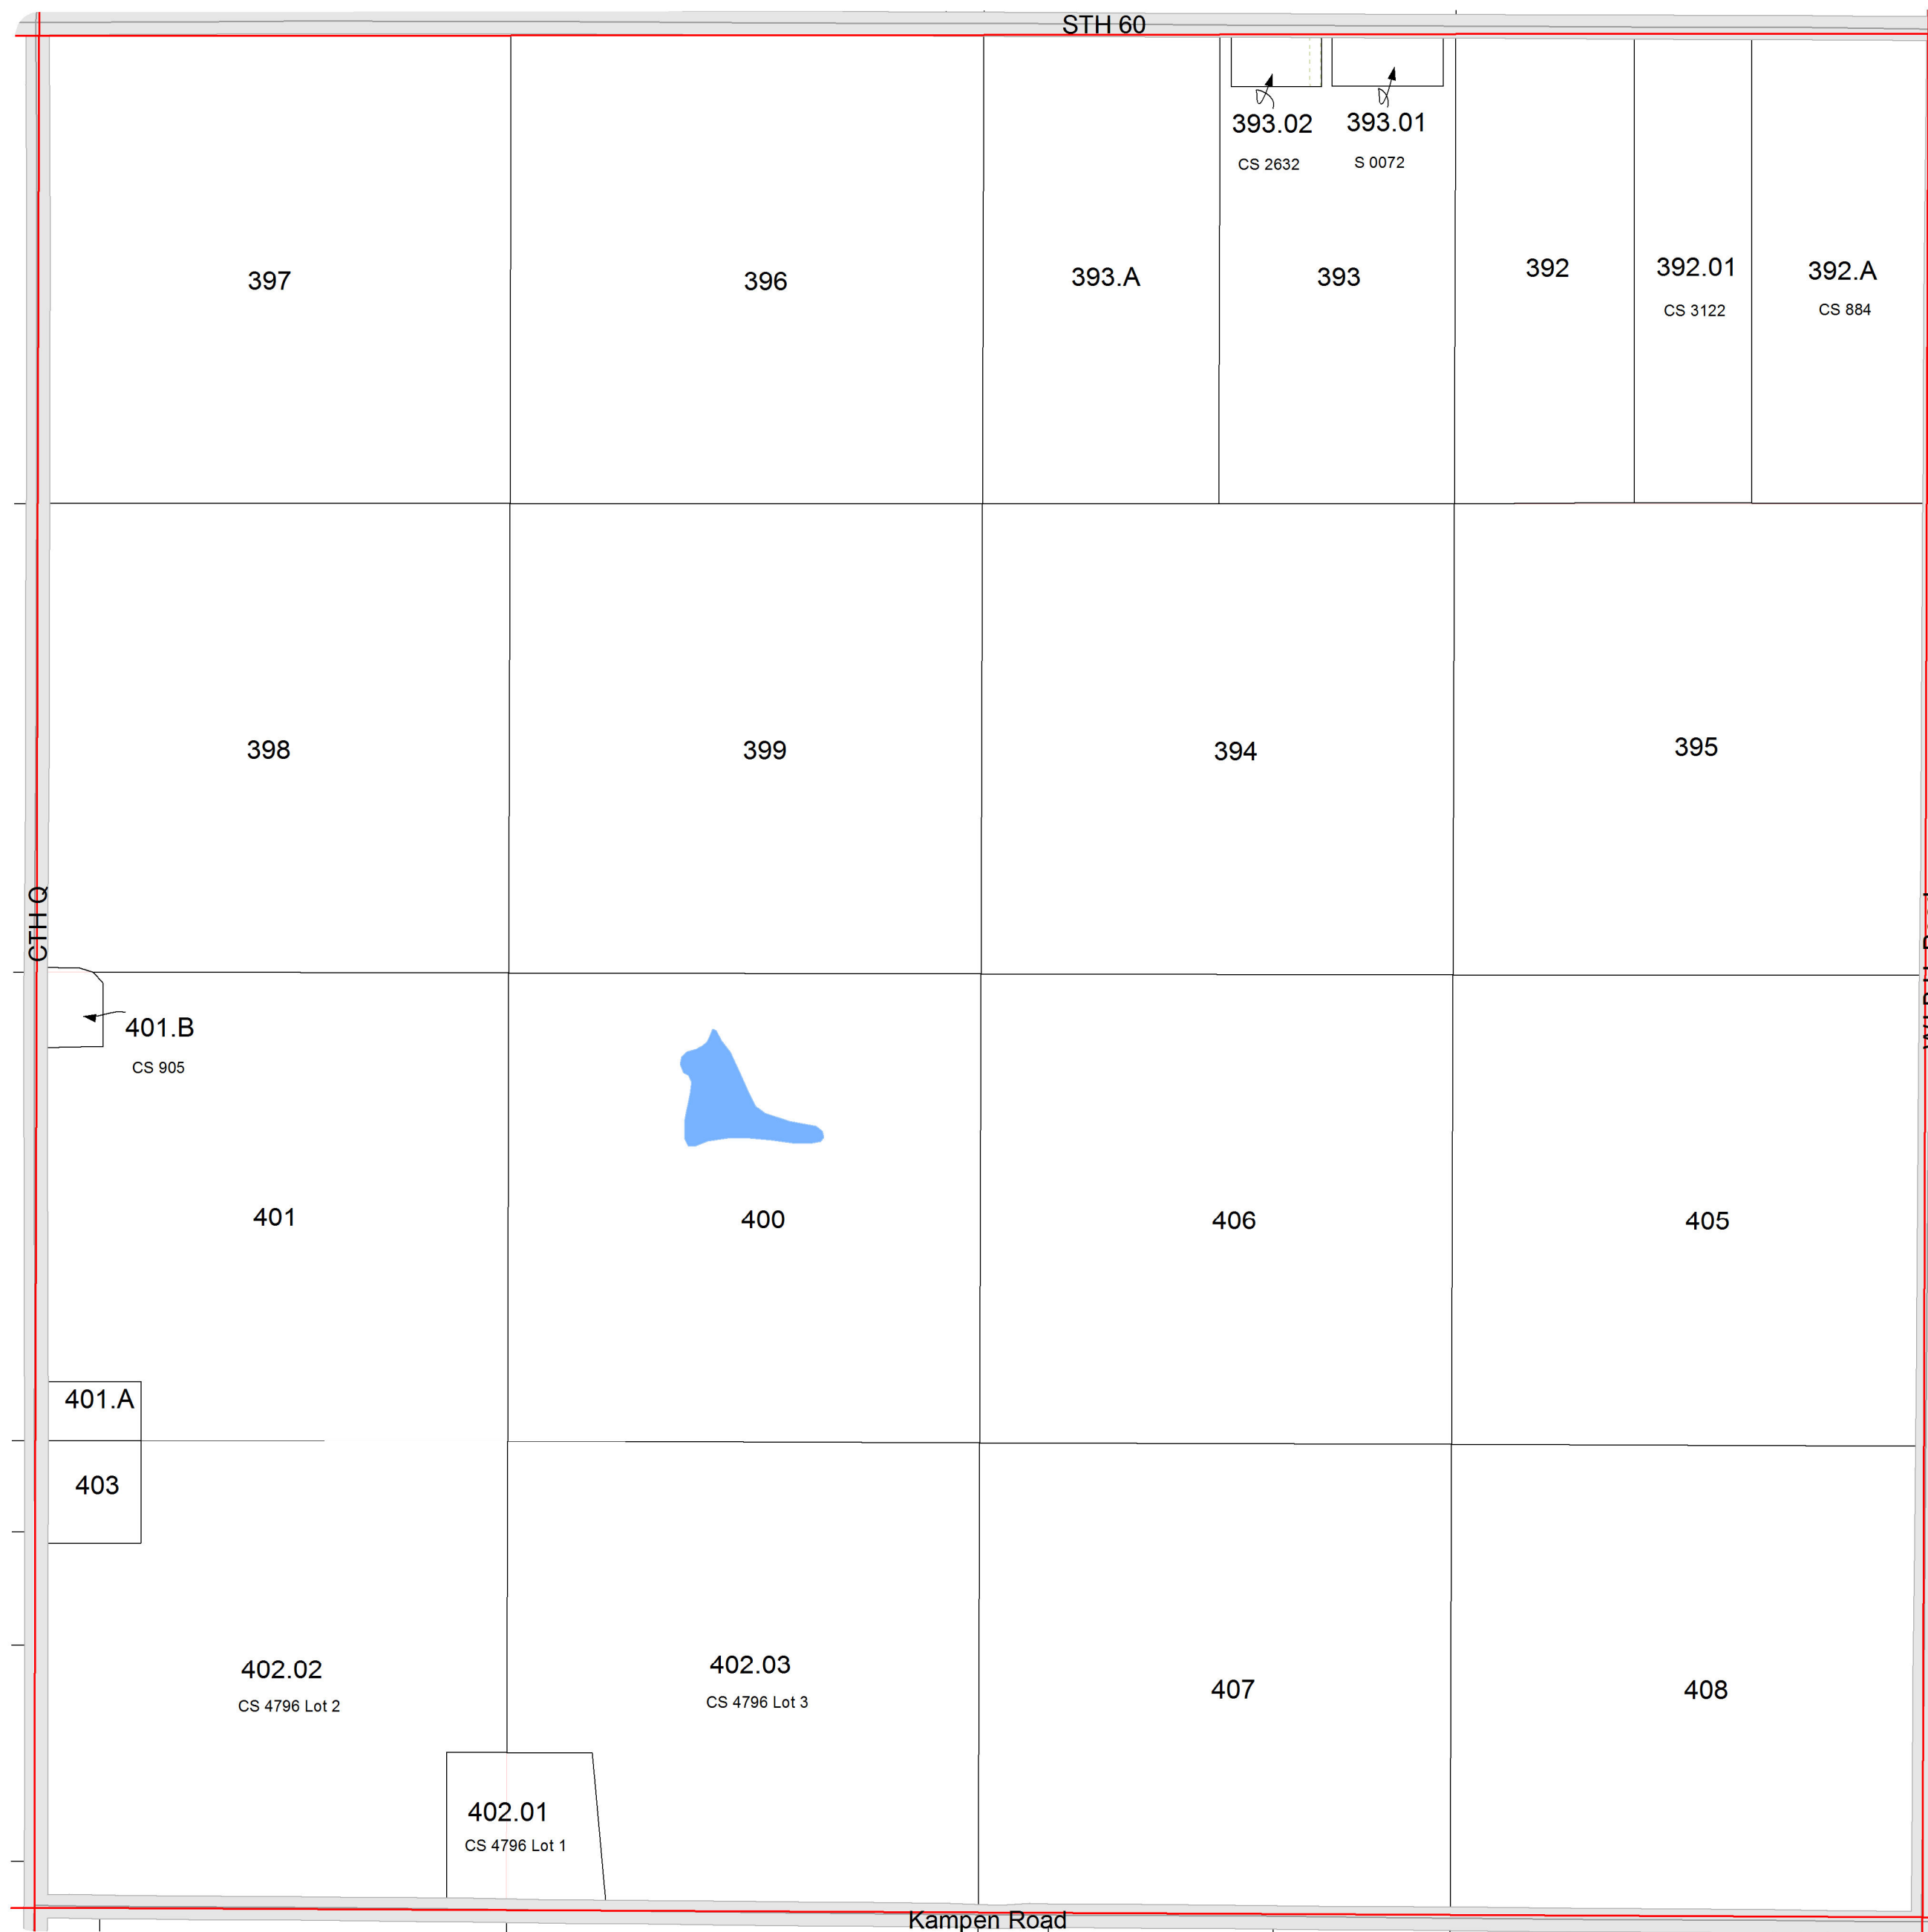 STH 60
393.02
393.01
CS 2632
S 0072
397
396
393.A
393
392
392.01
392.A
CS 3122
CS 884
398
399
394
395
CTH Q
401.B
CS 905
401
400
406
405
401.A
403
402.02
CS 4796 Lot 2
402.03
CS 4796 Lot 3
407
408
402.01
CS 4796 Lot 1
Kampen Road